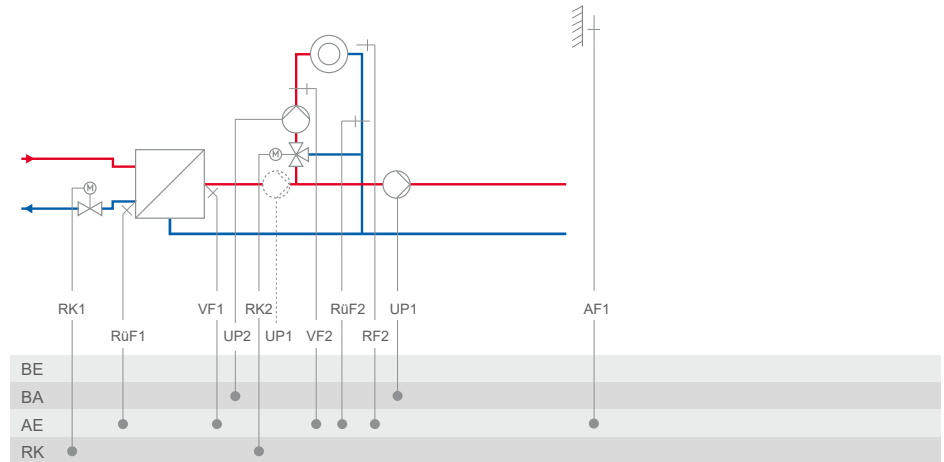 M
M
RK1 VF1 RK2 RüF2 UP1 AF1
RüF1 UP2 UP1 VF2 RF2
BE
BA
AE
RK